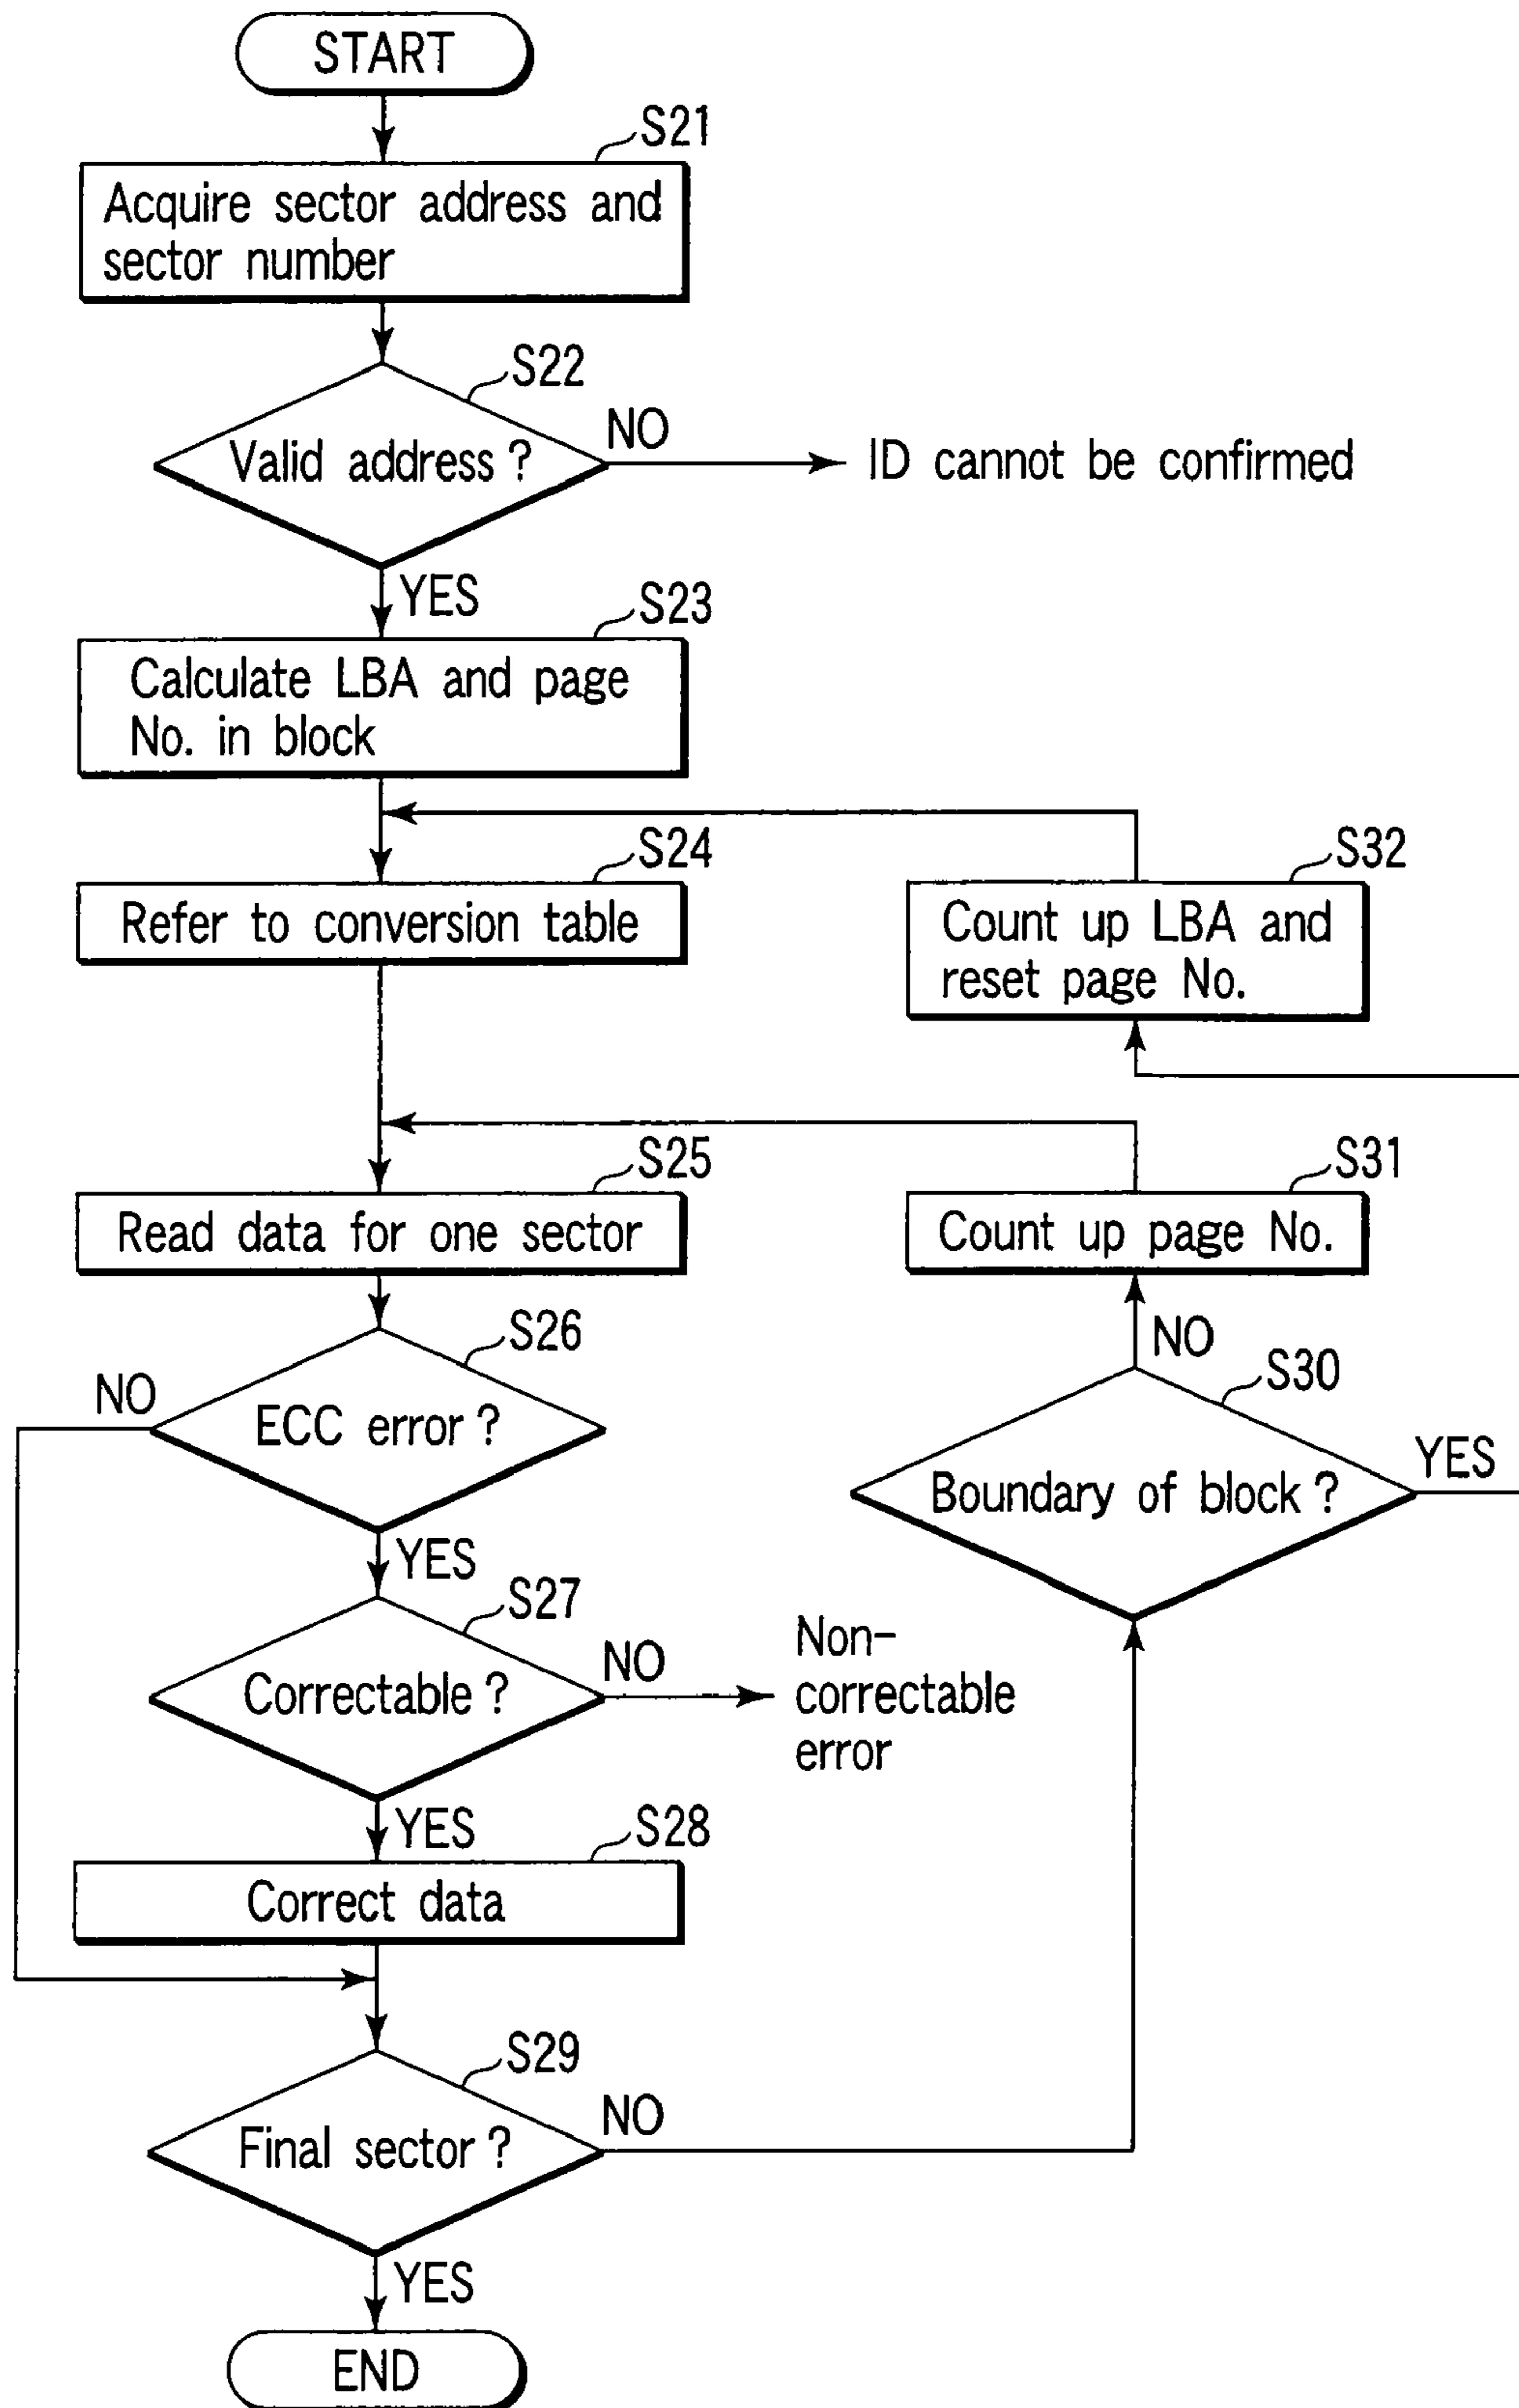 START
S21
Acquire sector address and
sector number
S22
Valid address ?
NO
ID cannot be confirmed
YES
S23
Calculate LBA and page
No. in block
S24
Refer to conversion table
S32
Count up LBA and
reset page No.
S25
Read data for one sector
S31
Count up page No.
S26
NO
ECC error ?
YES
NO
S30
Boundary of block ?
YES
S27
Correctable ?
NO
Non-
correctable
error
YES
S28
Correct data
S29
Final sector ?
NO
YES
END